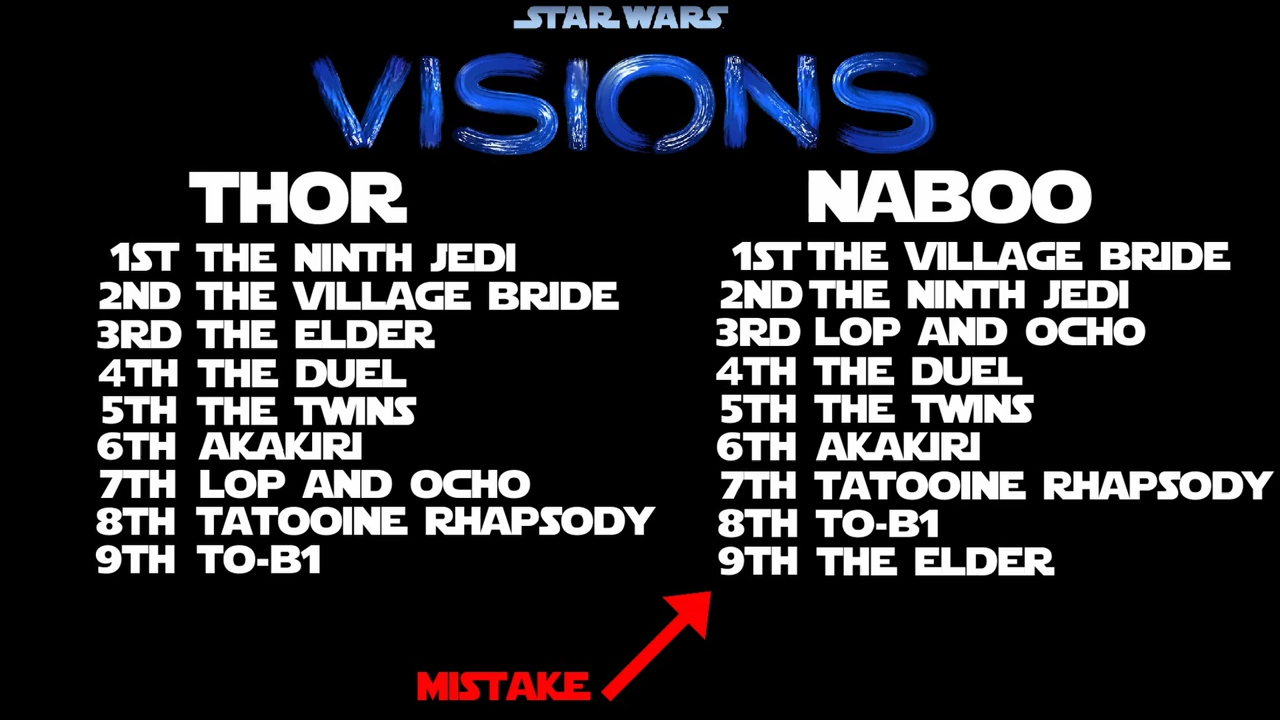 STAR WARS
VISIONS
THOR
1ST THE NINTH JEDI
2ND THE VILLAGE BRIDE
3RD THE ELDER
4TH THE DUEL
5TH THE TWINS
6TH AKAKIRI
7TH LOP AND OCHO
8TH TATOOINE RHAPSODY
9TH TO-B1
NABOO
1ST THE VILLAGE BRIDE
2ND THE NINTH JEDI
3RD LOP AND OCHO
4TH THE DUEL
5TH THE TWINS
6TH AKAKIRI
7TH TATOOINE RHAPSODY
8TH TO-B1
9TH THE ELDER
MISTAKE